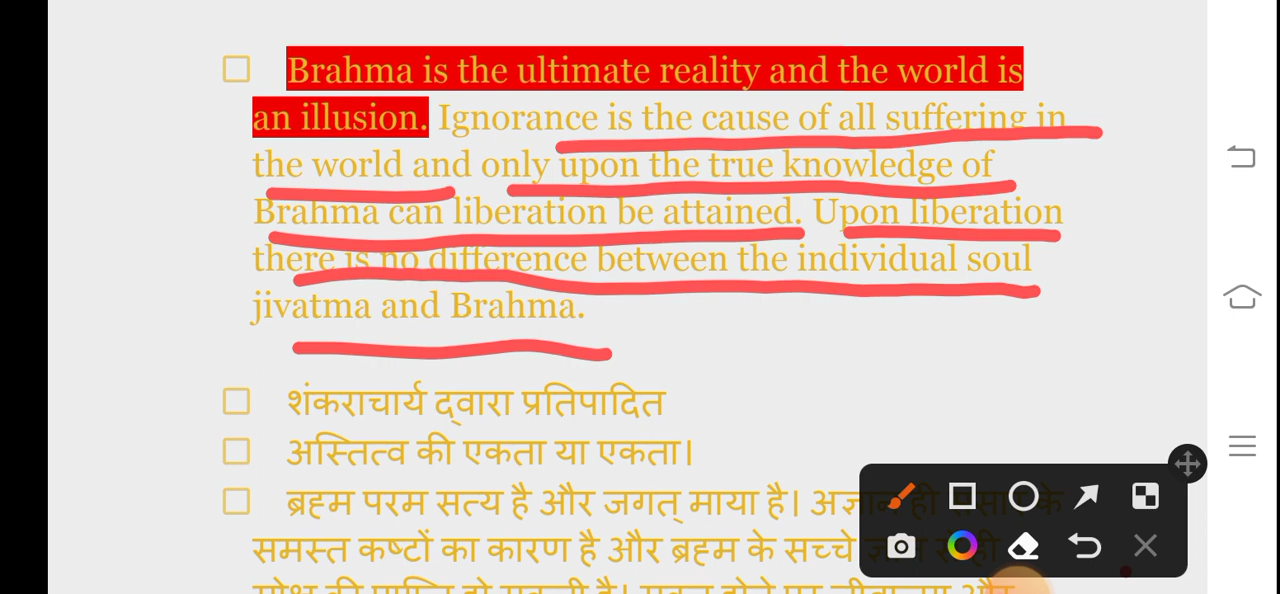 Brahma is the ultimate reality and the world is
an illusion. Ignorance is the cause of all suffering in
the world and only upon the true knowledge of
Brahma can liberation be attained. Upon liberation
there is no difference between the individual soul
jivatma and Brahma.
शंकराचार्य द्वारा प्रतिपादित
अस्तित्व की एकता या एकता।
ब्रह्म परम सत्य है और जगत् माया है। अज्ञान ही संसार के
समस्त कष्टों का कारण है और ब्रह्म के सच्चे ज्ञान से ही